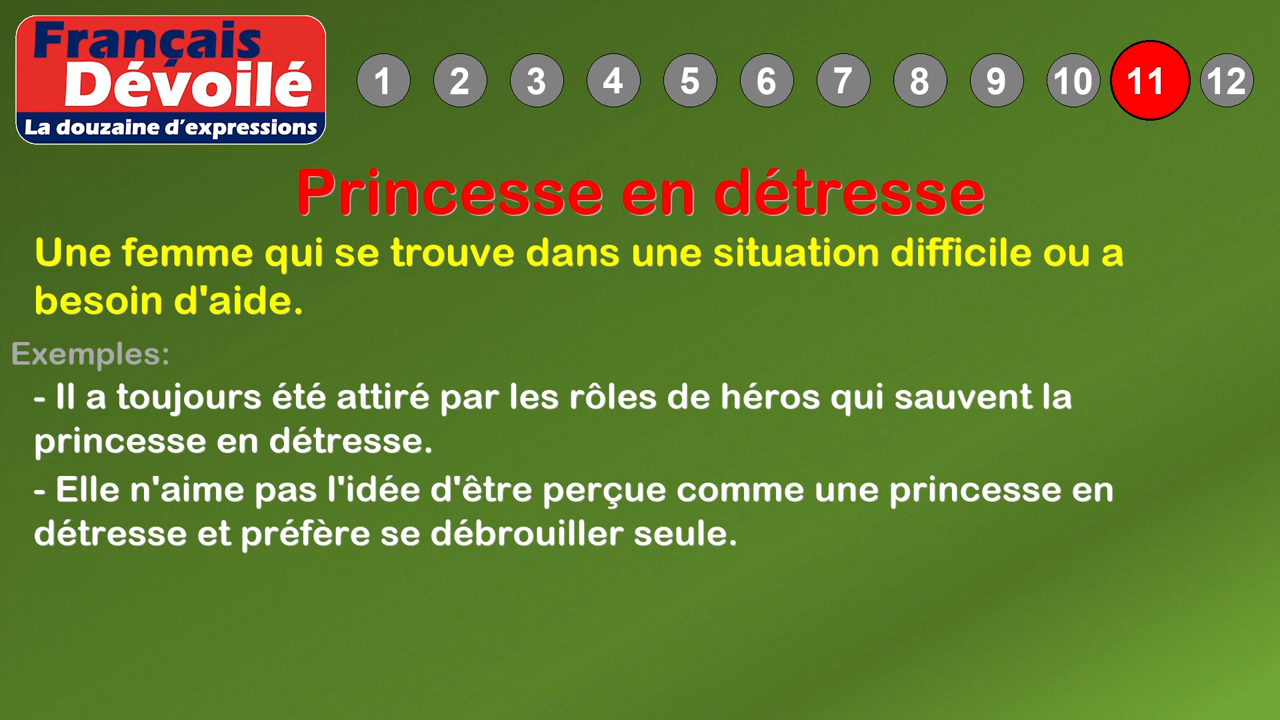 Français
Dévoilé
La douzaine d'expressions
1 2 3 4 5 6 7 8 9 10 11 12
Princesse en détresse
Une femme qui se trouve dans une situation difficile ou a
besoin d'aide.
Exemples:
- Il a toujours été attiré par les rôles de héros qui sauvent la
princesse en détresse.
- Elle n'aime pas l'idée d'être perçue comme une princesse en
détresse et préfère se débrouiller seule.